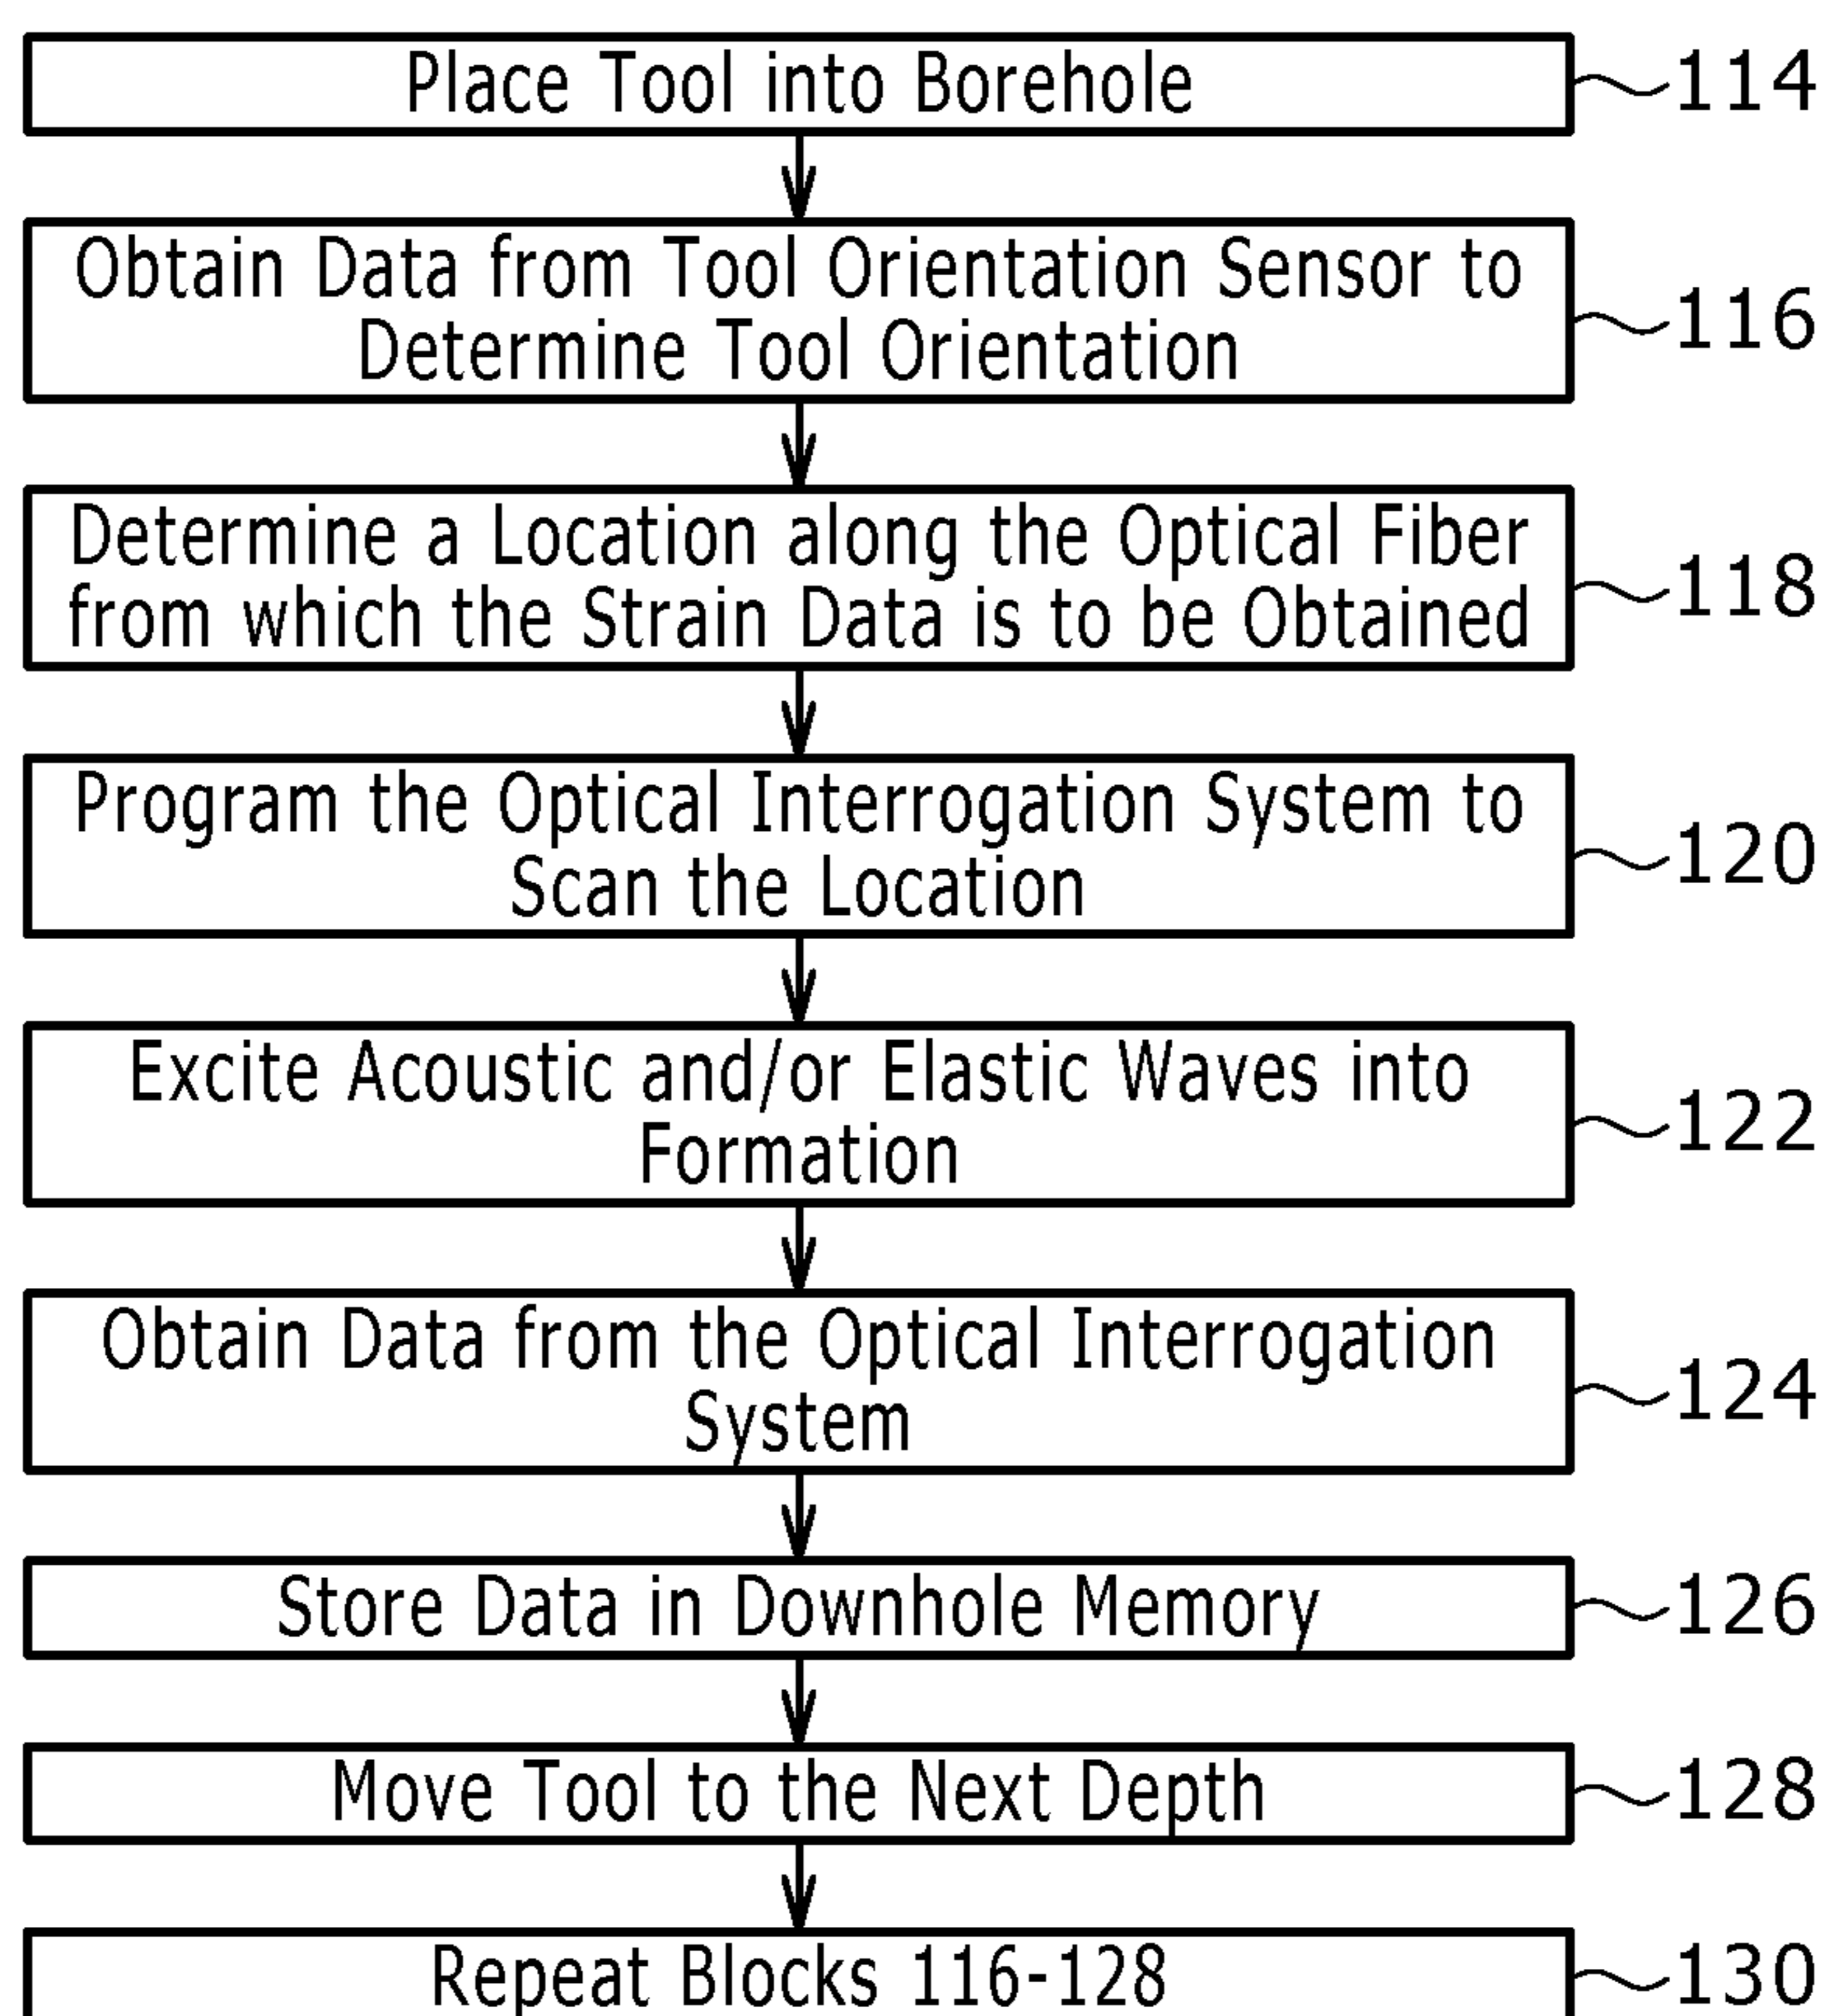 Place Tool into Borehole
114
Obtain Data from Tool Orientation Sensor to
Determine Tool Orientation
116
Determine a Location along the Optical Fiber
from which the Strain Data is to be Obtained
118
Program the Optical Interrogation System to
Scan the Location
120
Excite Acoustic and/or Elastic Waves into
Formation
122
Obtain Data from the Optical Interrogation
System
124
Store Data in Downhole Memory
126
Move Tool to the Next Depth
128
Repeat Blocks 116-128
130